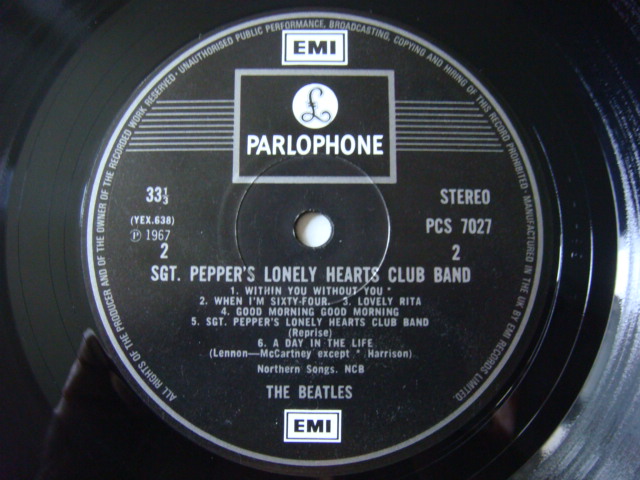 EMI
£
PARLOPHONE
33⅓
STEREO
(YEX.638)
PCS 7027
℗ 1967
2
2
SGT. PEPPER'S LONELY HEARTS CLUB BAND
1. WITHIN YOU WITHOUT YOU *
2. WHEN I'M SIXTY-FOUR. 3. LOVELY RITA
4. GOOD MORNING GOOD MORNING
5. SGT. PEPPER'S LONELY HEARTS CLUB BAND
(Reprise)
6. A DAY IN THE LIFE
(Lennon—McCartney except * Harrison)
Northern Songs. NCB
THE BEATLES
EMI
ALL RIGHTS OF THE PRODUCER AND OF THE OWNER OF THE RECORDED WORK RESERVED · UNAUTHORISED PUBLIC PERFORMANCE, BROADCASTING, COPYING AND HIRING OF THIS RECORD PROHIBITED · MANUFACTURED IN THE UK BY EMI RECORDS LIMITED